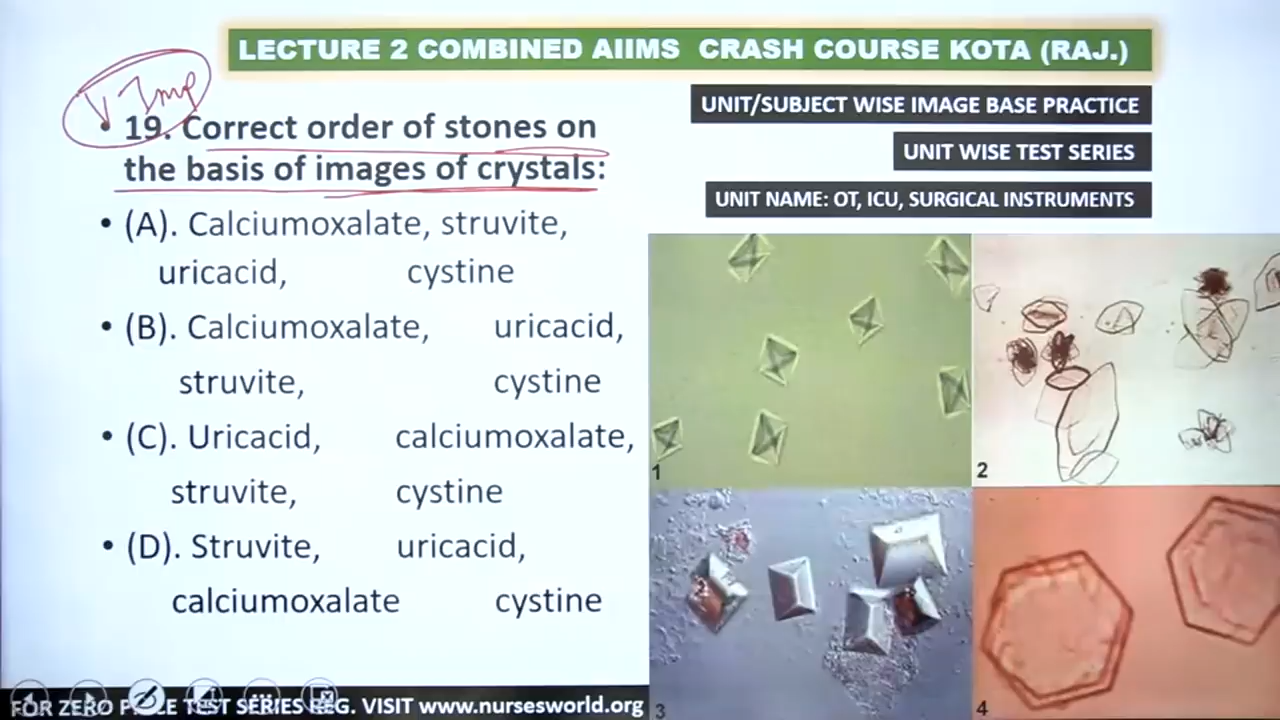 LECTURE 2 COMBINED AIIMS CRASH COURSE KOTA (RAJ.)
V Imp
UNIT/SUBJECT WISE IMAGE BASE PRACTICE
UNIT WISE TEST SERIES
UNIT NAME: OT, ICU, SURGICAL INSTRUMENTS
• 19. Correct order of stones on
the basis of images of crystals:
• (A). Calciumoxalate, struvite,
uricacid, cystine
• (B). Calciumoxalate, uricacid,
struvite, cystine
• (C). Uricacid, calciumoxalate,
struvite, cystine
• (D). Struvite, uricacid,
calciumoxalate cystine
1
2
3
4
FOR ZERO TEST SERIES REG. VISIT www.nursesworld.org